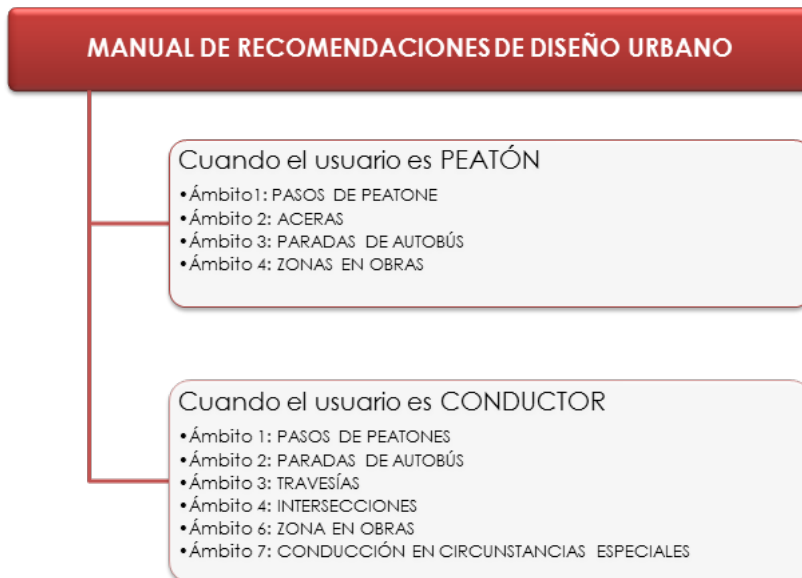 MANUAL DE RECOMENDACIONES DE DISEÑO URBANO
Cuando el usuario es PEATÓN
•Ámbito1: PASOS DE PEATONE
•Ámbito 2: ACERAS
•Ámbito 3: PARADAS DE AUTOBÚS
•Ámbito 4: ZONAS EN OBRAS
Cuando el usuario es CONDUCTOR
•Ámbito 1: PASOS DE PEATONES
•Ámbito 2: PARADAS DE AUTOBÚS
•Ámbito 3: TRAVESÍAS
•Ámbito 4: INTERSECCIONES
•Ámbito 6: ZONA EN OBRAS
•Ámbito 7: CONDUCCIÓN EN CIRCUNSTANCIAS ESPECIALES